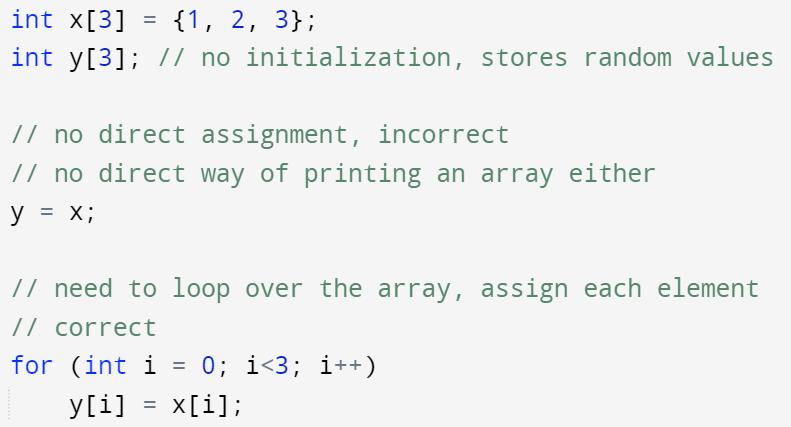 int x[3] = {1, 2, 3};
int y[3]; // no initialization, stores random values
// no direct assignment, incorrect
// no direct way of printing an array either
y = x;
// need to loop over the array, assign each element
// correct
for (int i = 0; i<3; i++)
y[i] = x[i];